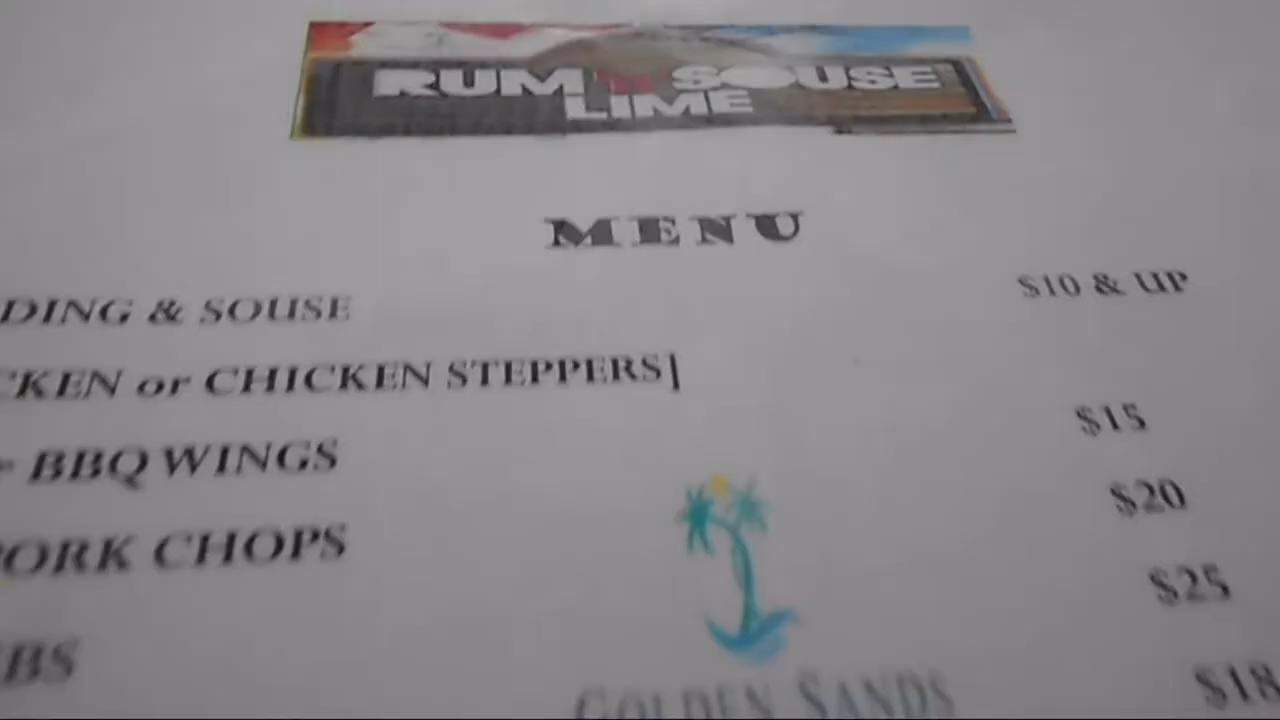 RUM 'N' SOUSE
LIME
MENU
DING & SOUSE $10 & UP
CKEN or CHICKEN STEPPERS|
BBQ WINGS $15
PORK CHOPS $20
BS $25
$18
GOLDEN SANDS